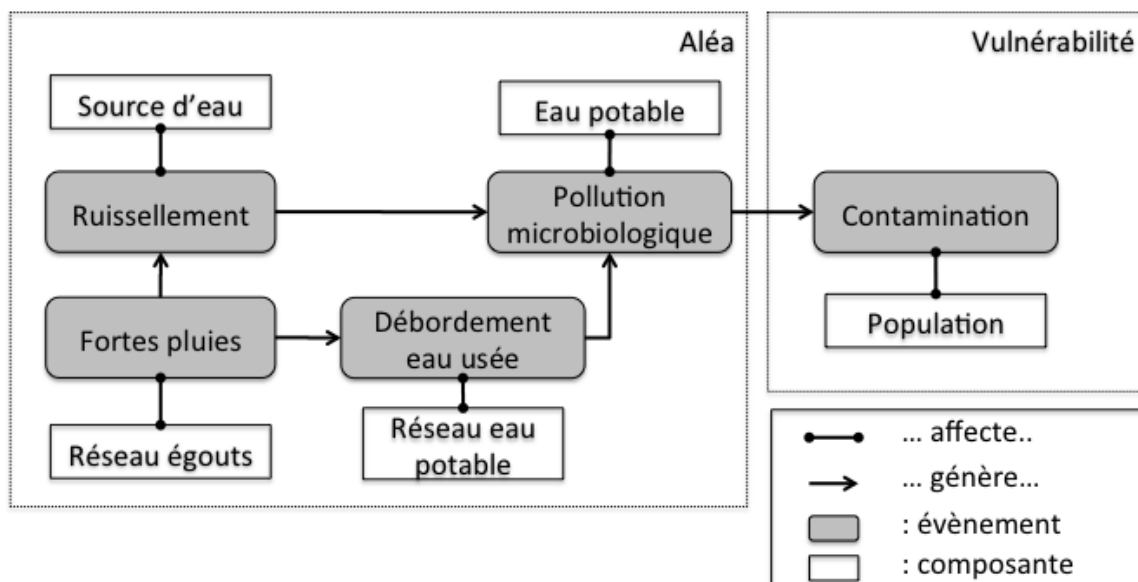 Aléa
Vulnérabilité
Source d’eau
Eau potable
Ruissellement
Pollution
microbiologique
Contamination
Fortes pluies
Débordement
eau usée
Population
Réseau égouts
Réseau eau
potable
... affecte..
... génère...
: évènement
: composante